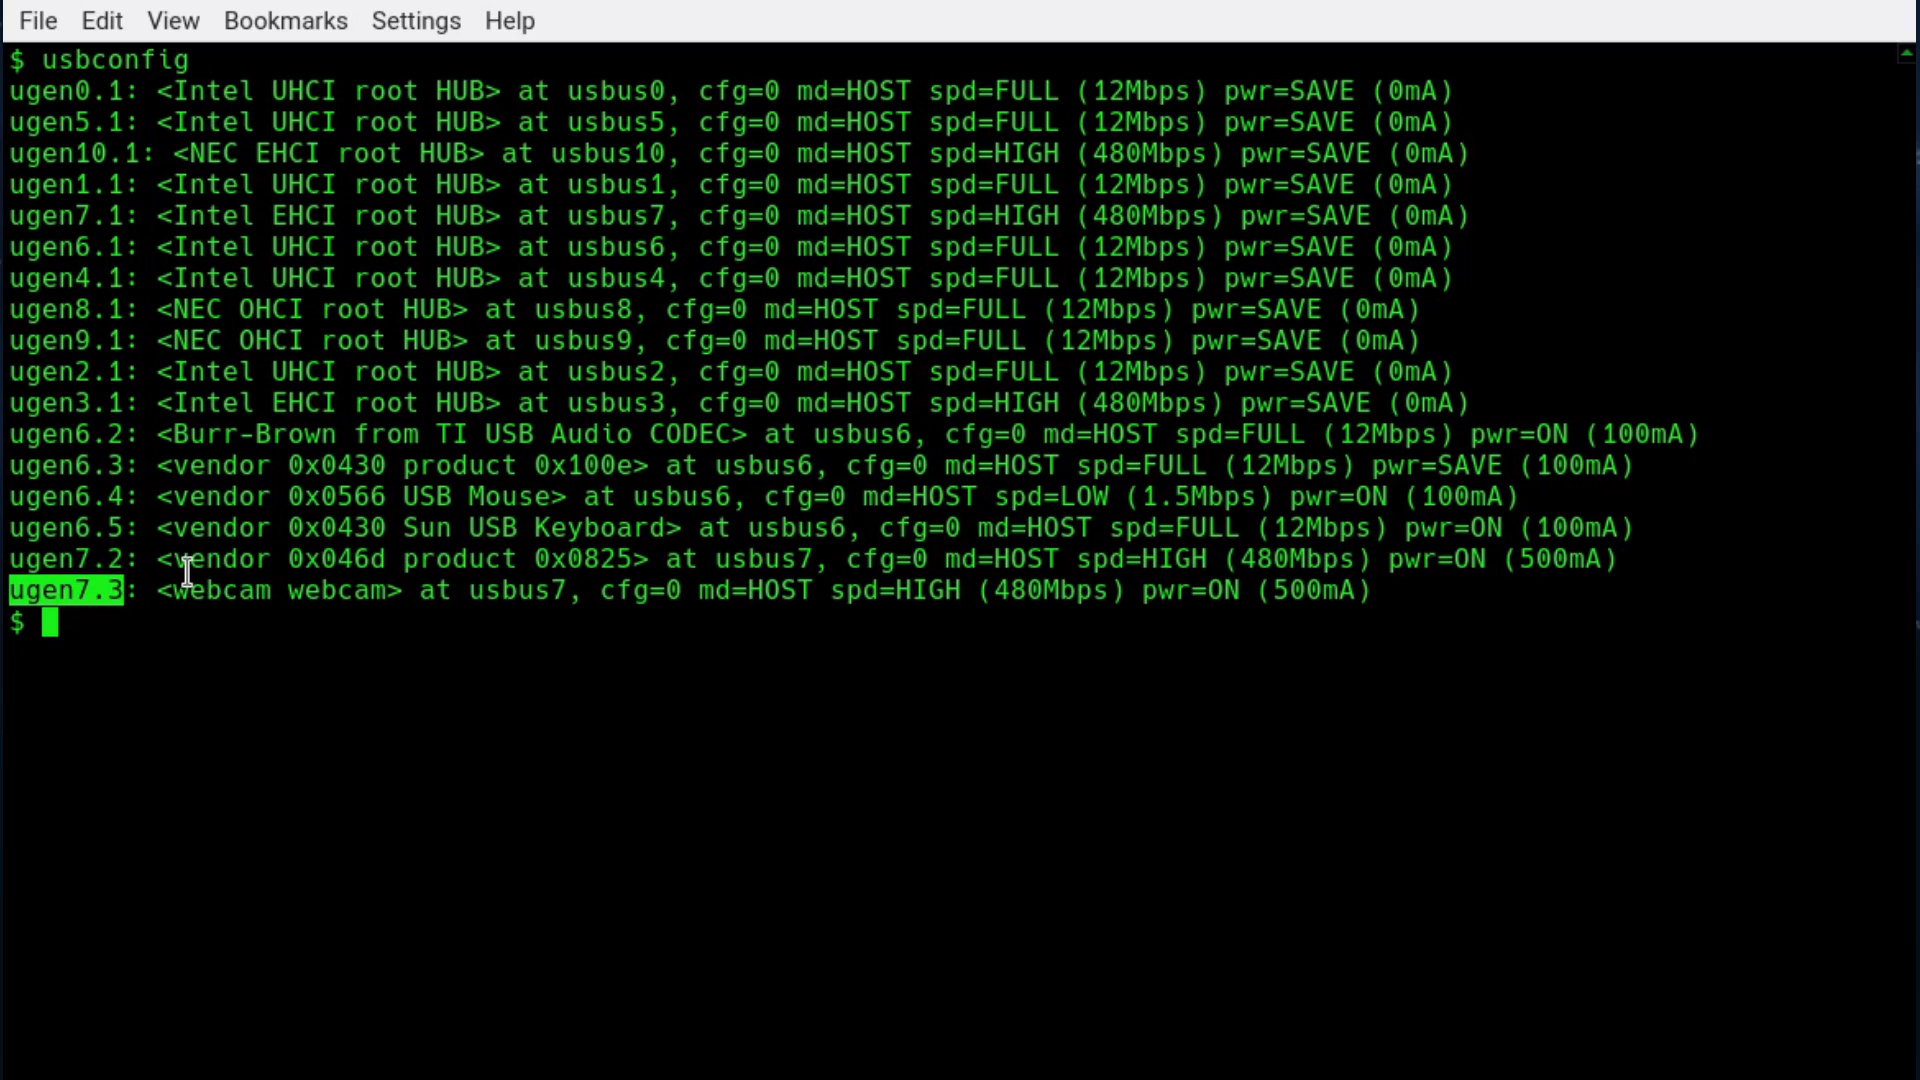 File Edit View Bookmarks Settings Help
$ usbconfig
ugen0.1: <Intel UHCI root HUB> at usbus0, cfg=0 md=HOST spd=FULL (12Mbps) pwr=SAVE (0mA)
ugen5.1: <Intel UHCI root HUB> at usbus5, cfg=0 md=HOST spd=FULL (12Mbps) pwr=SAVE (0mA)
ugen10.1: <NEC EHCI root HUB> at usbus10, cfg=0 md=HOST spd=HIGH (480Mbps) pwr=SAVE (0mA)
ugen1.1: <Intel UHCI root HUB> at usbus1, cfg=0 md=HOST spd=FULL (12Mbps) pwr=SAVE (0mA)
ugen7.1: <Intel EHCI root HUB> at usbus7, cfg=0 md=HOST spd=HIGH (480Mbps) pwr=SAVE (0mA)
ugen6.1: <Intel UHCI root HUB> at usbus6, cfg=0 md=HOST spd=FULL (12Mbps) pwr=SAVE (0mA)
ugen4.1: <Intel UHCI root HUB> at usbus4, cfg=0 md=HOST spd=FULL (12Mbps) pwr=SAVE (0mA)
ugen8.1: <NEC OHCI root HUB> at usbus8, cfg=0 md=HOST spd=FULL (12Mbps) pwr=SAVE (0mA)
ugen9.1: <NEC OHCI root HUB> at usbus9, cfg=0 md=HOST spd=FULL (12Mbps) pwr=SAVE (0mA)
ugen2.1: <Intel UHCI root HUB> at usbus2, cfg=0 md=HOST spd=FULL (12Mbps) pwr=SAVE (0mA)
ugen3.1: <Intel EHCI root HUB> at usbus3, cfg=0 md=HOST spd=HIGH (480Mbps) pwr=SAVE (0mA)
ugen6.2: <Burr-Brown from TI USB Audio CODEC> at usbus6, cfg=0 md=HOST spd=FULL (12Mbps) pwr=ON (100mA)
ugen6.3: <vendor 0x0430 product 0x100e> at usbus6, cfg=0 md=HOST spd=FULL (12Mbps) pwr=SAVE (100mA)
ugen6.4: <vendor 0x0566 USB Mouse> at usbus6, cfg=0 md=HOST spd=LOW (1.5Mbps) pwr=ON (100mA)
ugen6.5: <vendor 0x0430 Sun USB Keyboard> at usbus6, cfg=0 md=HOST spd=FULL (12Mbps) pwr=ON (100mA)
ugen7.2: <vendor 0x046d product 0x0825> at usbus7, cfg=0 md=HOST spd=HIGH (480Mbps) pwr=ON (500mA)
ugen7.3: <webcam webcam> at usbus7, cfg=0 md=HOST spd=HIGH (480Mbps) pwr=ON (500mA)
$